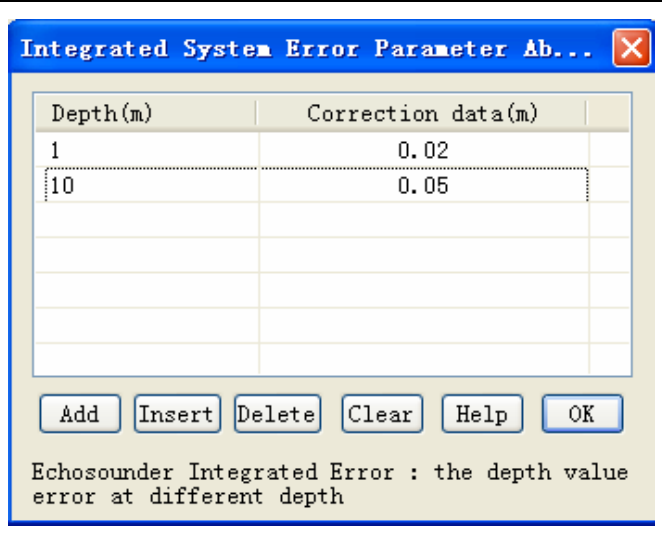 Integrated System Error Parameter Ab...
Depth(m) Correction data(m)
1 0.02
10 0.05
Add Insert Delete Clear Help OK
Echosounder Integrated Error : the depth value
error at different depth